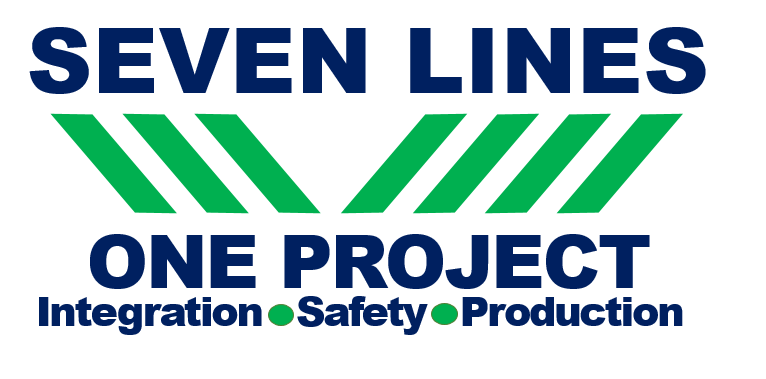 SEVEN LINES
ONE PROJECT
Integration●Safety●Production